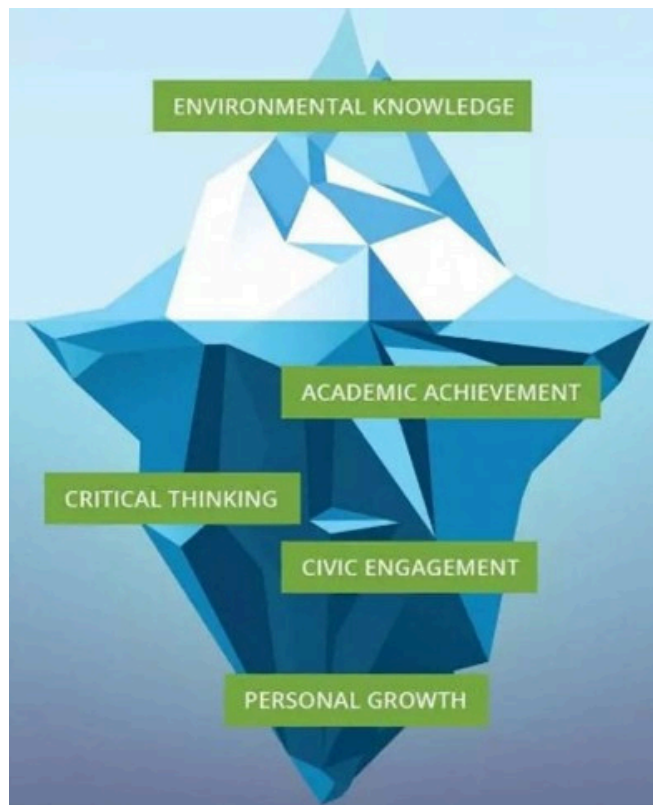 ENVIRONMENTAL KNOWLEDGE
ACADEMIC ACHIEVEMENT
CRITICAL THINKING
CIVIC ENGAGEMENT
PERSONAL GROWTH